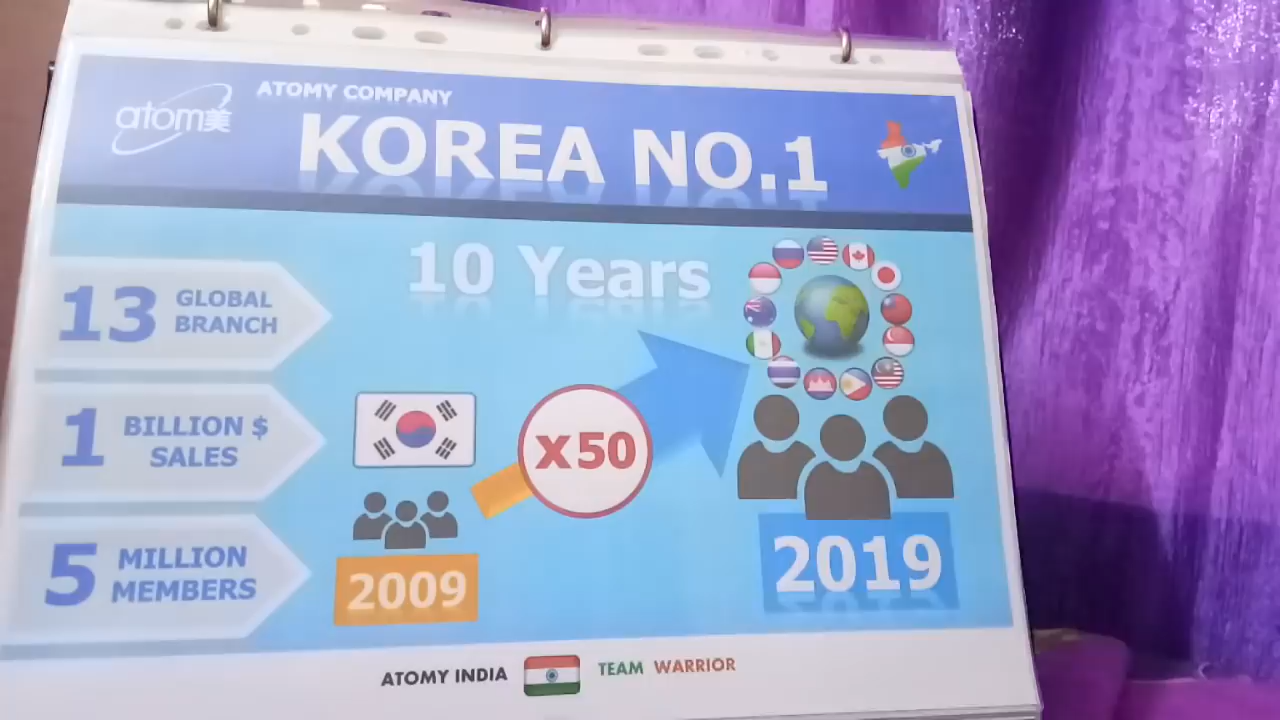 ATOMY COMPANY
atom美
KOREA NO.1
10 Years
13 GLOBAL
BRANCH
1 BILLION $
SALES
5 MILLION
MEMBERS
X50
2009
2019
ATOMY INDIA TEAM WARRIOR